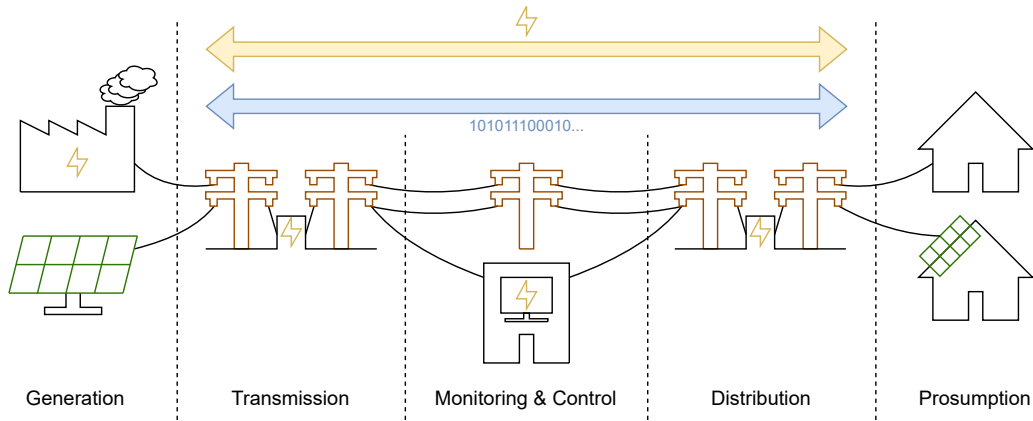 101011100010...
Generation
Transmission
Monitoring & Control
Distribution
Prosumption